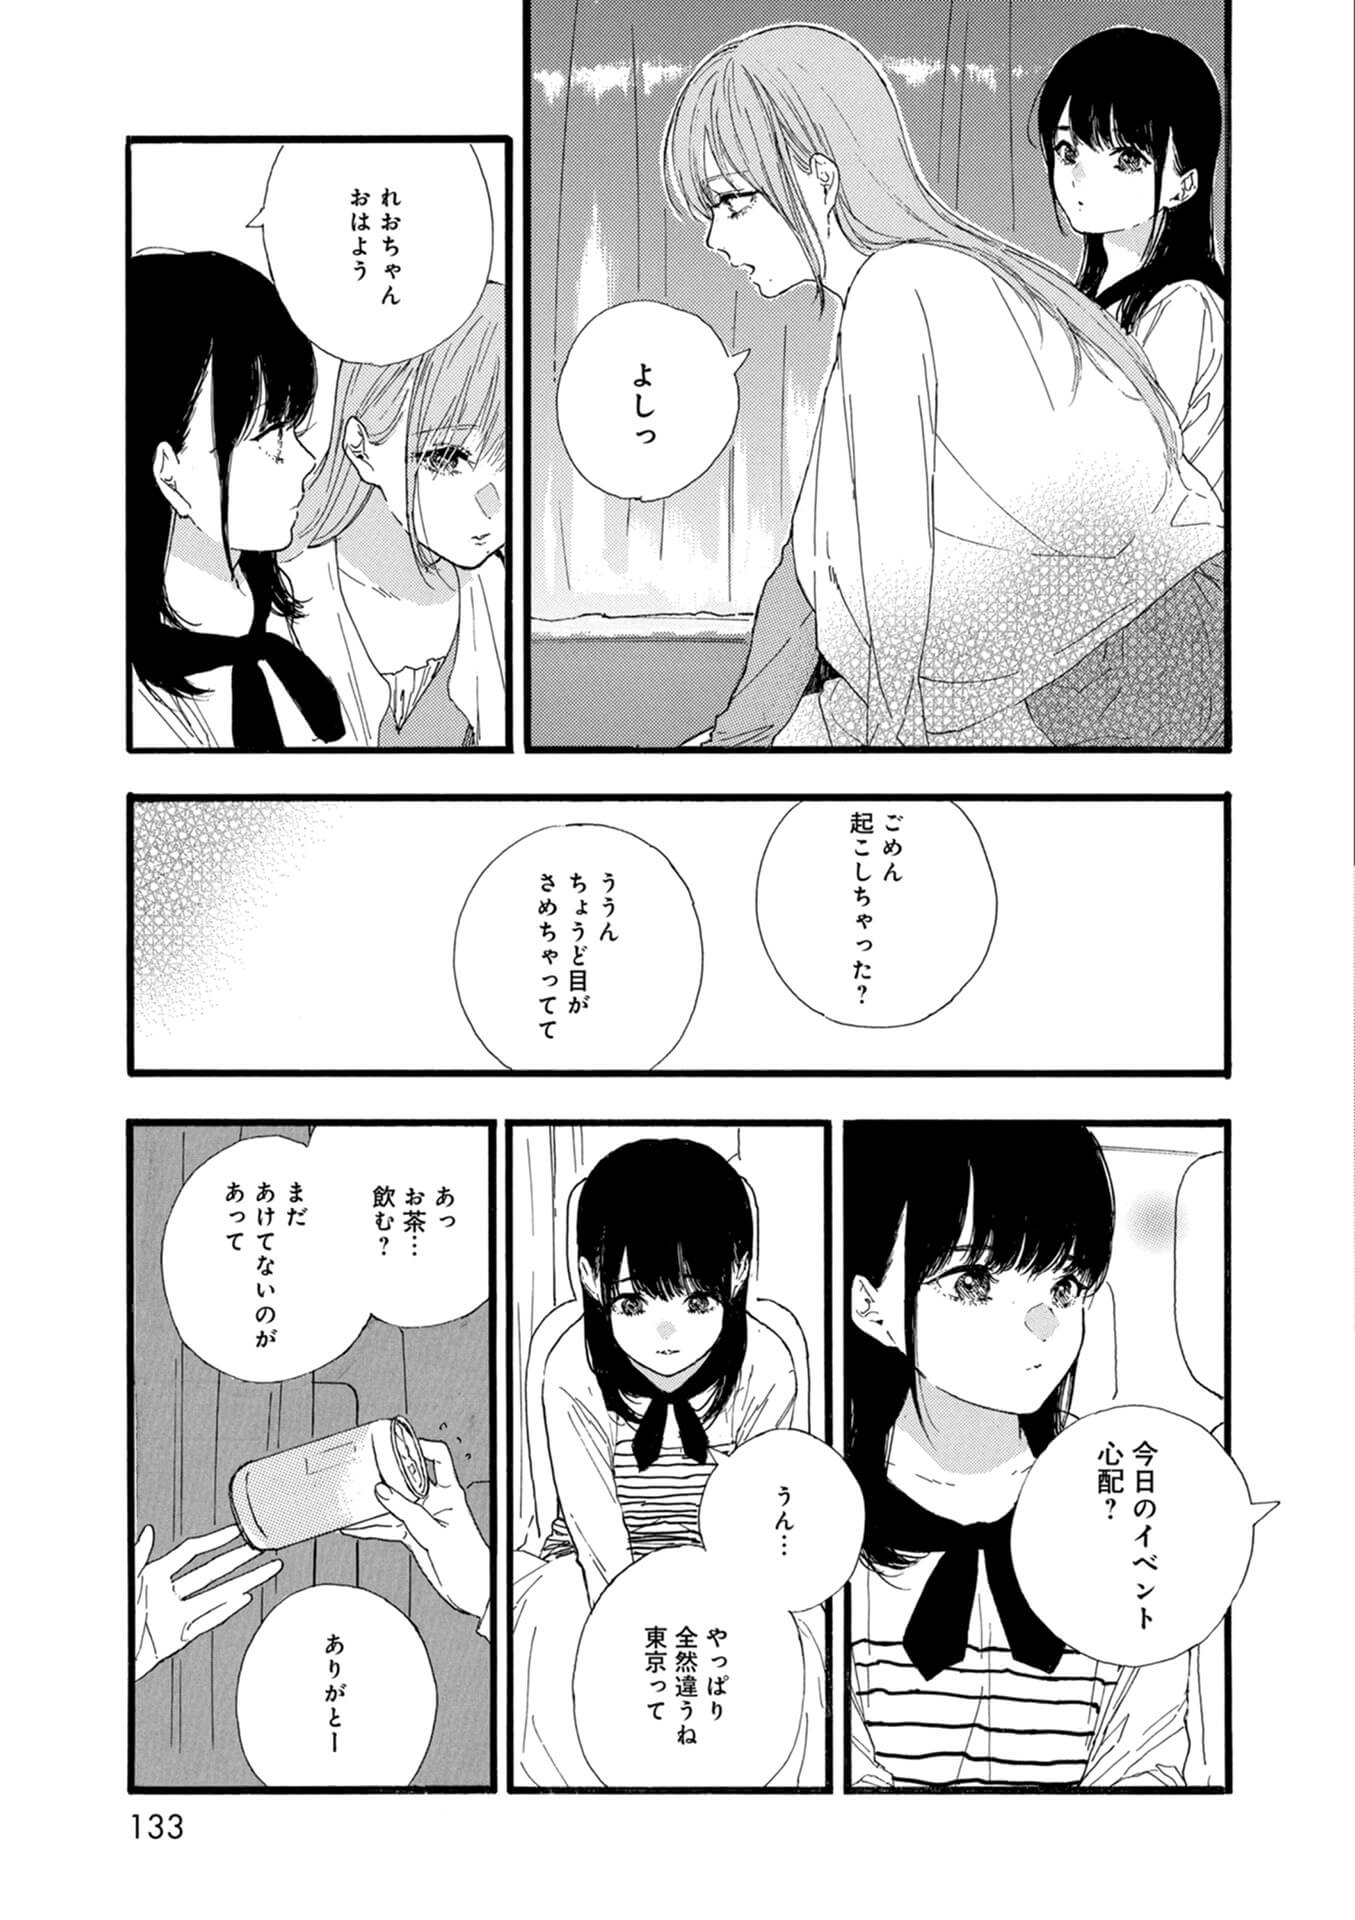 よしっ
れおちゃん
おはよう
ごめん
起こしちゃった?
ううん
ちょうど目が
さめちゃってて
今日のイベント
心配?
うん…
やっぱり
全然違うね
東京って
あっ
お茶…
飲む?
まだ
あけてないのが
あって
ありがとー
133